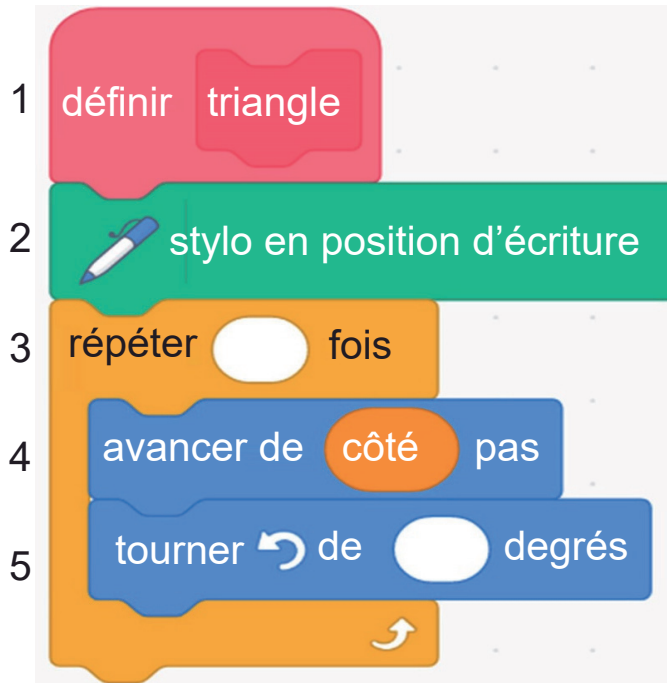 1 définir triangle
2 stylo en position d’écriture
3 répéter fois
4 avancer de côté pas
5 tourner de degrés